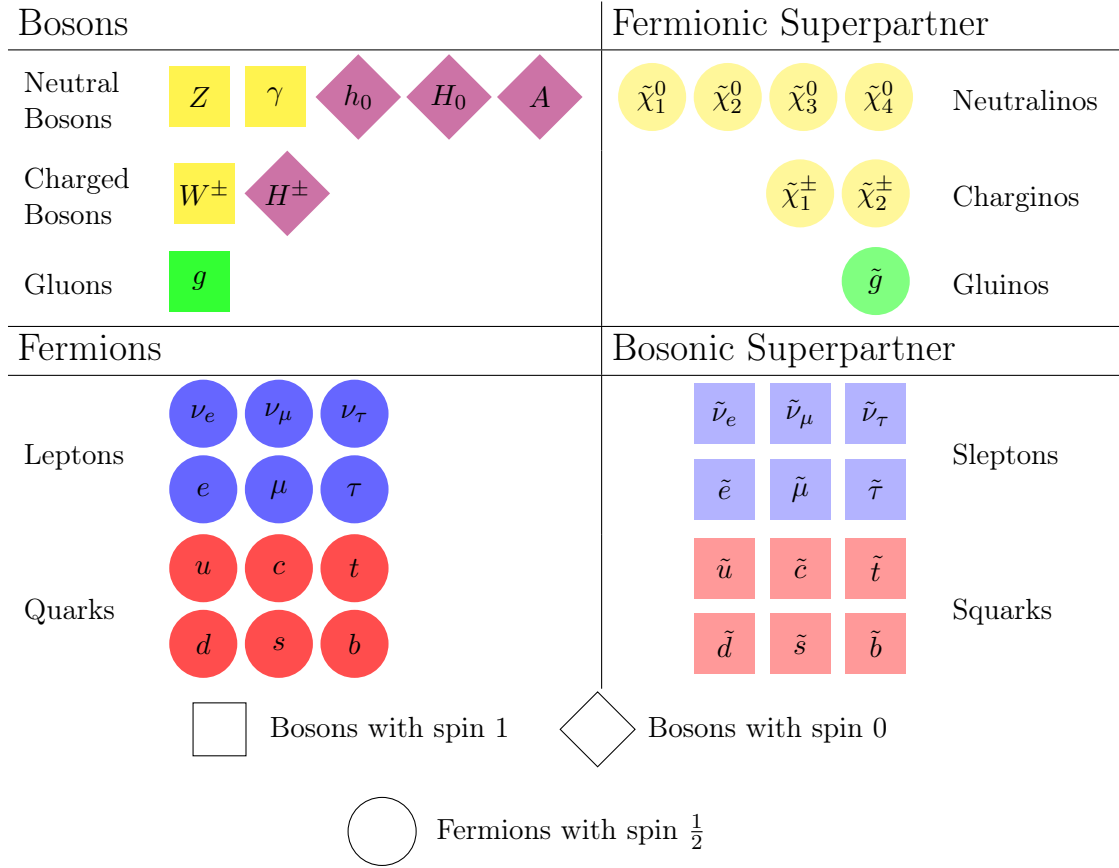 Bosons Fermionic Superpartner
Neutral Bosons Z γ h₀ H₀ A χ̃⁰₁ χ̃⁰₂ χ̃⁰₃ χ̃⁰₄ Neutralinos
Charged Bosons W± H± χ̃±₁ χ̃±₂ Charginos
Gluons g g̃ Gluinos
Fermions Bosonic Superpartner
Leptons νₑ ν_μ ν_τ ν̃ₑ ν̃_μ ν̃_τ Sleptons
e μ τ ẽ μ̃ τ̃
Quarks u c t ũ c̃ t̃ Squarks
d s b d̃ s̃ b̃
Bosons with spin 1 Bosons with spin 0
Fermions with spin ½